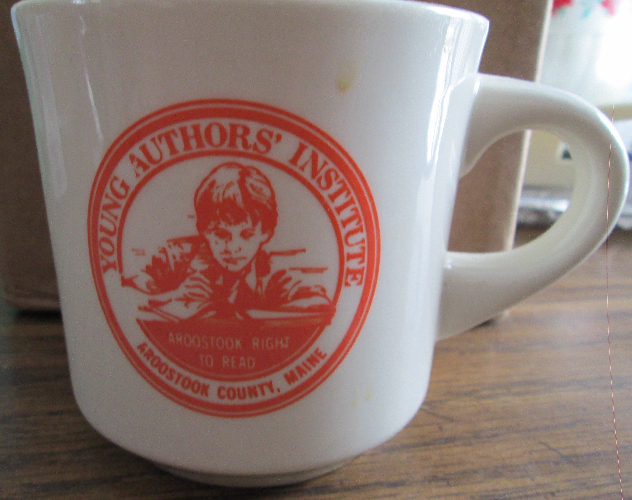 YOUNG AUTHORS' INSTITUTE
AROOSTOOK RIGHT
TO READ
AROOSTOOK COUNTY, MAINE